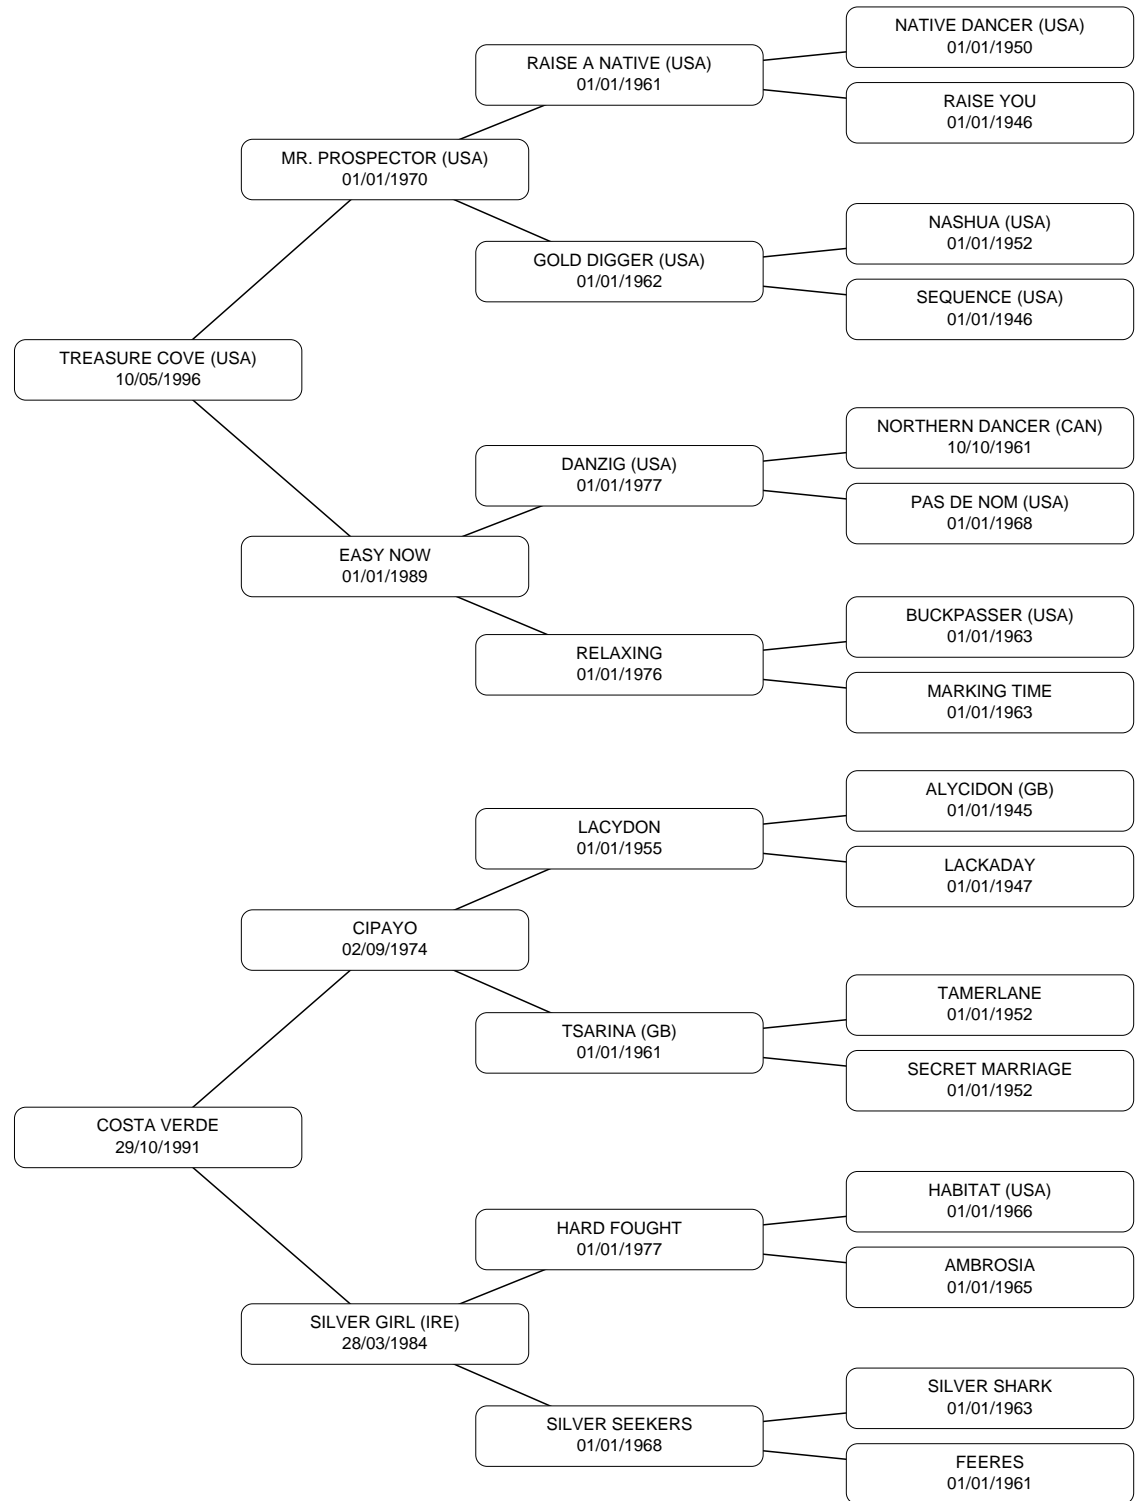 NATIVE DANCER (USA)
01/01/1950
RAISE A NATIVE (USA)
01/01/1961
RAISE YOU
01/01/1946
MR. PROSPECTOR (USA)
01/01/1970
NASHUA (USA)
01/01/1952
GOLD DIGGER (USA)
01/01/1962
SEQUENCE (USA)
01/01/1946
TREASURE COVE (USA)
10/05/1996
NORTHERN DANCER (CAN)
10/10/1961
DANZIG (USA)
01/01/1977
PAS DE NOM (USA)
01/01/1968
EASY NOW
01/01/1989
BUCKPASSER (USA)
01/01/1963
RELAXING
01/01/1976
MARKING TIME
01/01/1963
ALYCIDON (GB)
01/01/1945
LACYDON
01/01/1955
LACKADAY
01/01/1947
CIPAYO
02/09/1974
TAMERLANE
01/01/1952
TSARINA (GB)
01/01/1961
SECRET MARRIAGE
01/01/1952
COSTA VERDE
29/10/1991
HABITAT (USA)
01/01/1966
HARD FOUGHT
01/01/1977
AMBROSIA
01/01/1965
SILVER GIRL (IRE)
28/03/1984
SILVER SHARK
01/01/1963
SILVER SEEKERS
01/01/1968
FEERES
01/01/1961